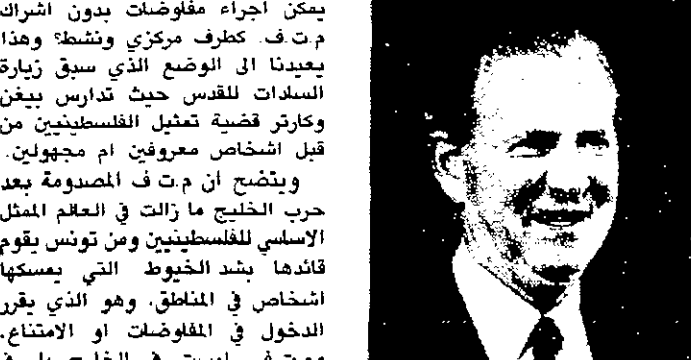 يمكن اجراء مفاوضات بدون اشراك
م.ت.ف. كطرف مركزي ونشط؟ وهذا
يعيدنا الى الوضع الذي سبق زيارة
السادات للقدس حيث تدارس بيغن
وكارتر قضية تمثيل الفلسطينيين من
قبل اشخاص معروفين ام مجهولين.
ويتضح أن م.ت ف المصدومة بعد
حرب الخليج ما زالت في العالم الممثل
الاساسي للفلسطينيين ومن تونس يقوم
قائدها بشد الخيوط التي يمسكها
اشخاص في المناطق، وهو الذي يقرر
الدخول في المفاوضات او الامتناع.